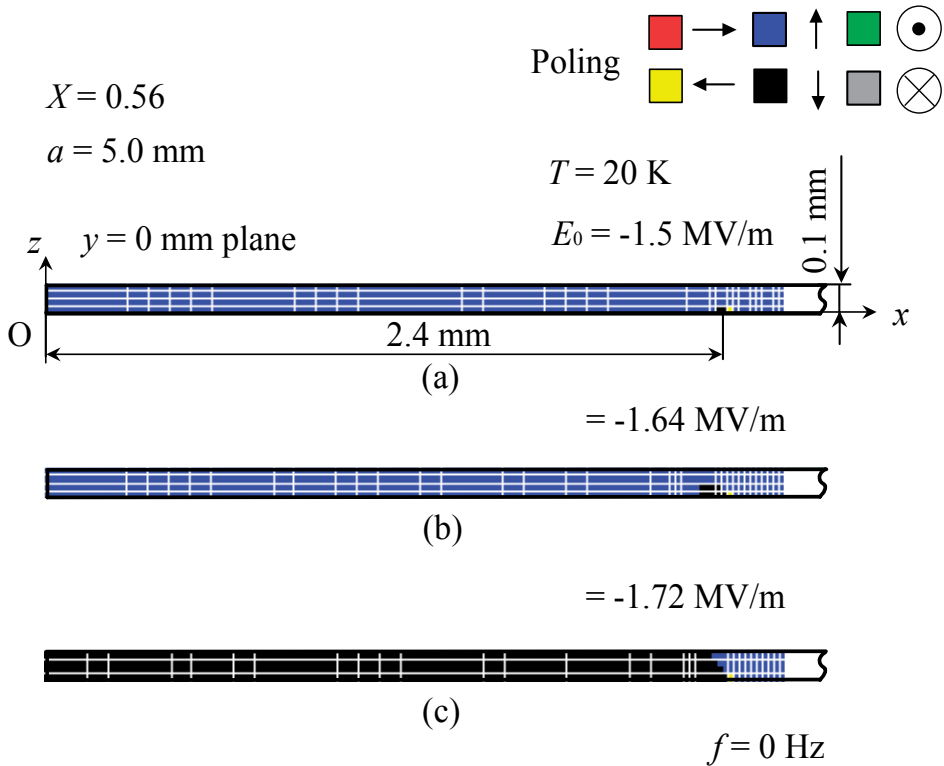 Poling
X = 0.56
a = 5.0 mm
T = 20 K
E0 = -1.5 MV/m
0.1 mm
z
y = 0 mm plane
O
x
2.4 mm
(a)
= -1.64 MV/m
(b)
= -1.72 MV/m
(c)
f = 0 Hz